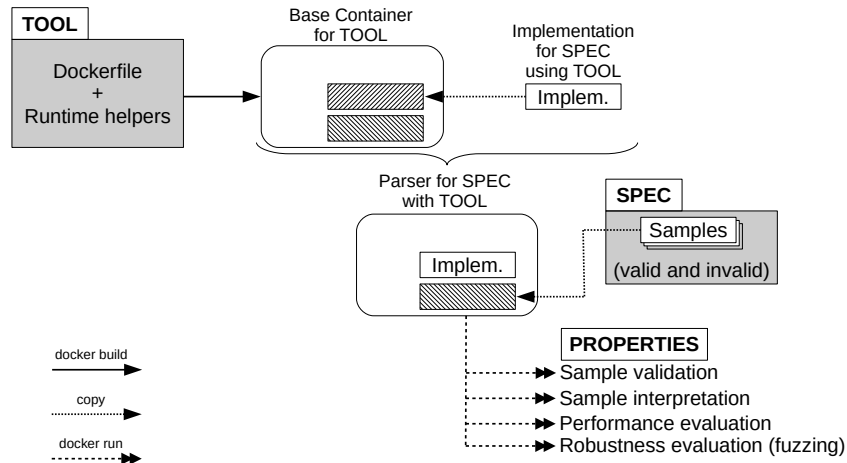 TOOL
Dockerfile
+
Runtime helpers
Base Container
for TOOL
Implementation
for SPEC
using TOOL
Implem.
Parser for SPEC
with TOOL
Implem.
SPEC
Samples
(valid and invalid)
docker build
copy
docker run
PROPERTIES
Sample validation
Sample interpretation
Performance evaluation
Robustness evaluation (fuzzing)